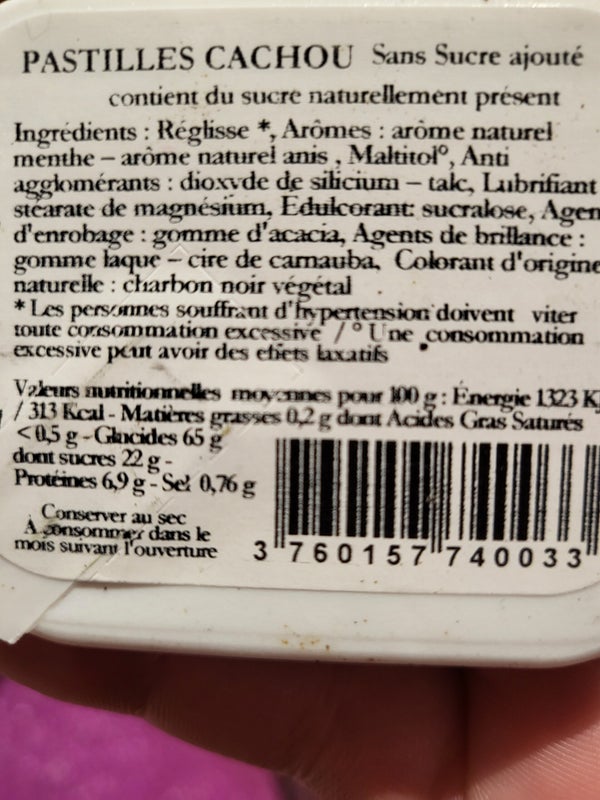 PASTILLES CACHOU Sans Sucre ajouté
contient du sucre naturellement présent
Ingrédients : Réglisse *, Arômes : arôme naturel
menthe – arôme naturel anis , Maltitol°, Anti
agglomérants : dioxyde de silicium – talc, Lubrifiant
stéarate de magnésium, Edulcorant: sucralose, Agen
d'enrobage : gomme d'acacia, Agents de brillance :
gomme laque – cire de carnauba, Colorant d'origine
naturelle : charbon noir végétal
* Les personnes souffrant d'hypertension doivent viter
toute consommation excessive / ° Une consommation
excessive peut avoir des effets laxatifs
Valeurs nutritionnelles moyennes pour 100 g : Énergie 1323 KJ
/ 313 Kcal - Matières grasses 0,2 g dont Acides Gras Saturés
< 0,5 g - Glucides 65 g
dont sucres 22 g -
Protéines 6,9 g - Sel 0,76 g
Conserver au sec
A consommer dans le
mois suivant l'ouverture
3 760157 740033